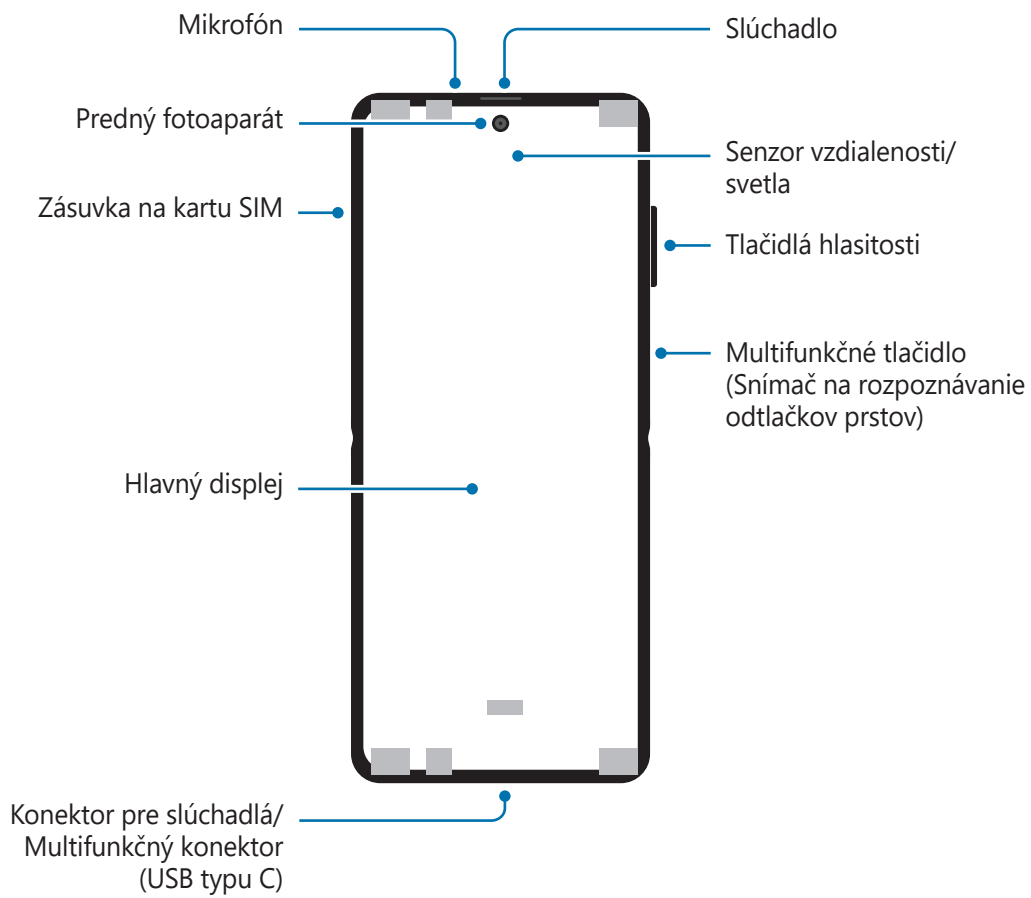 Mikrofón
Slúchadlo
Predný fotoaparát
Senzor vzdialenosti/
svetla
Zásuvka na kartu SIM
Tlačidlá hlasitosti
Multifunkčné tlačidlo
(Snímač na rozpoznávanie
odtlačkov prstov)
Hlavný displej
Konektor pre slúchadlá/
Multifunkčný konektor
(USB typu C)